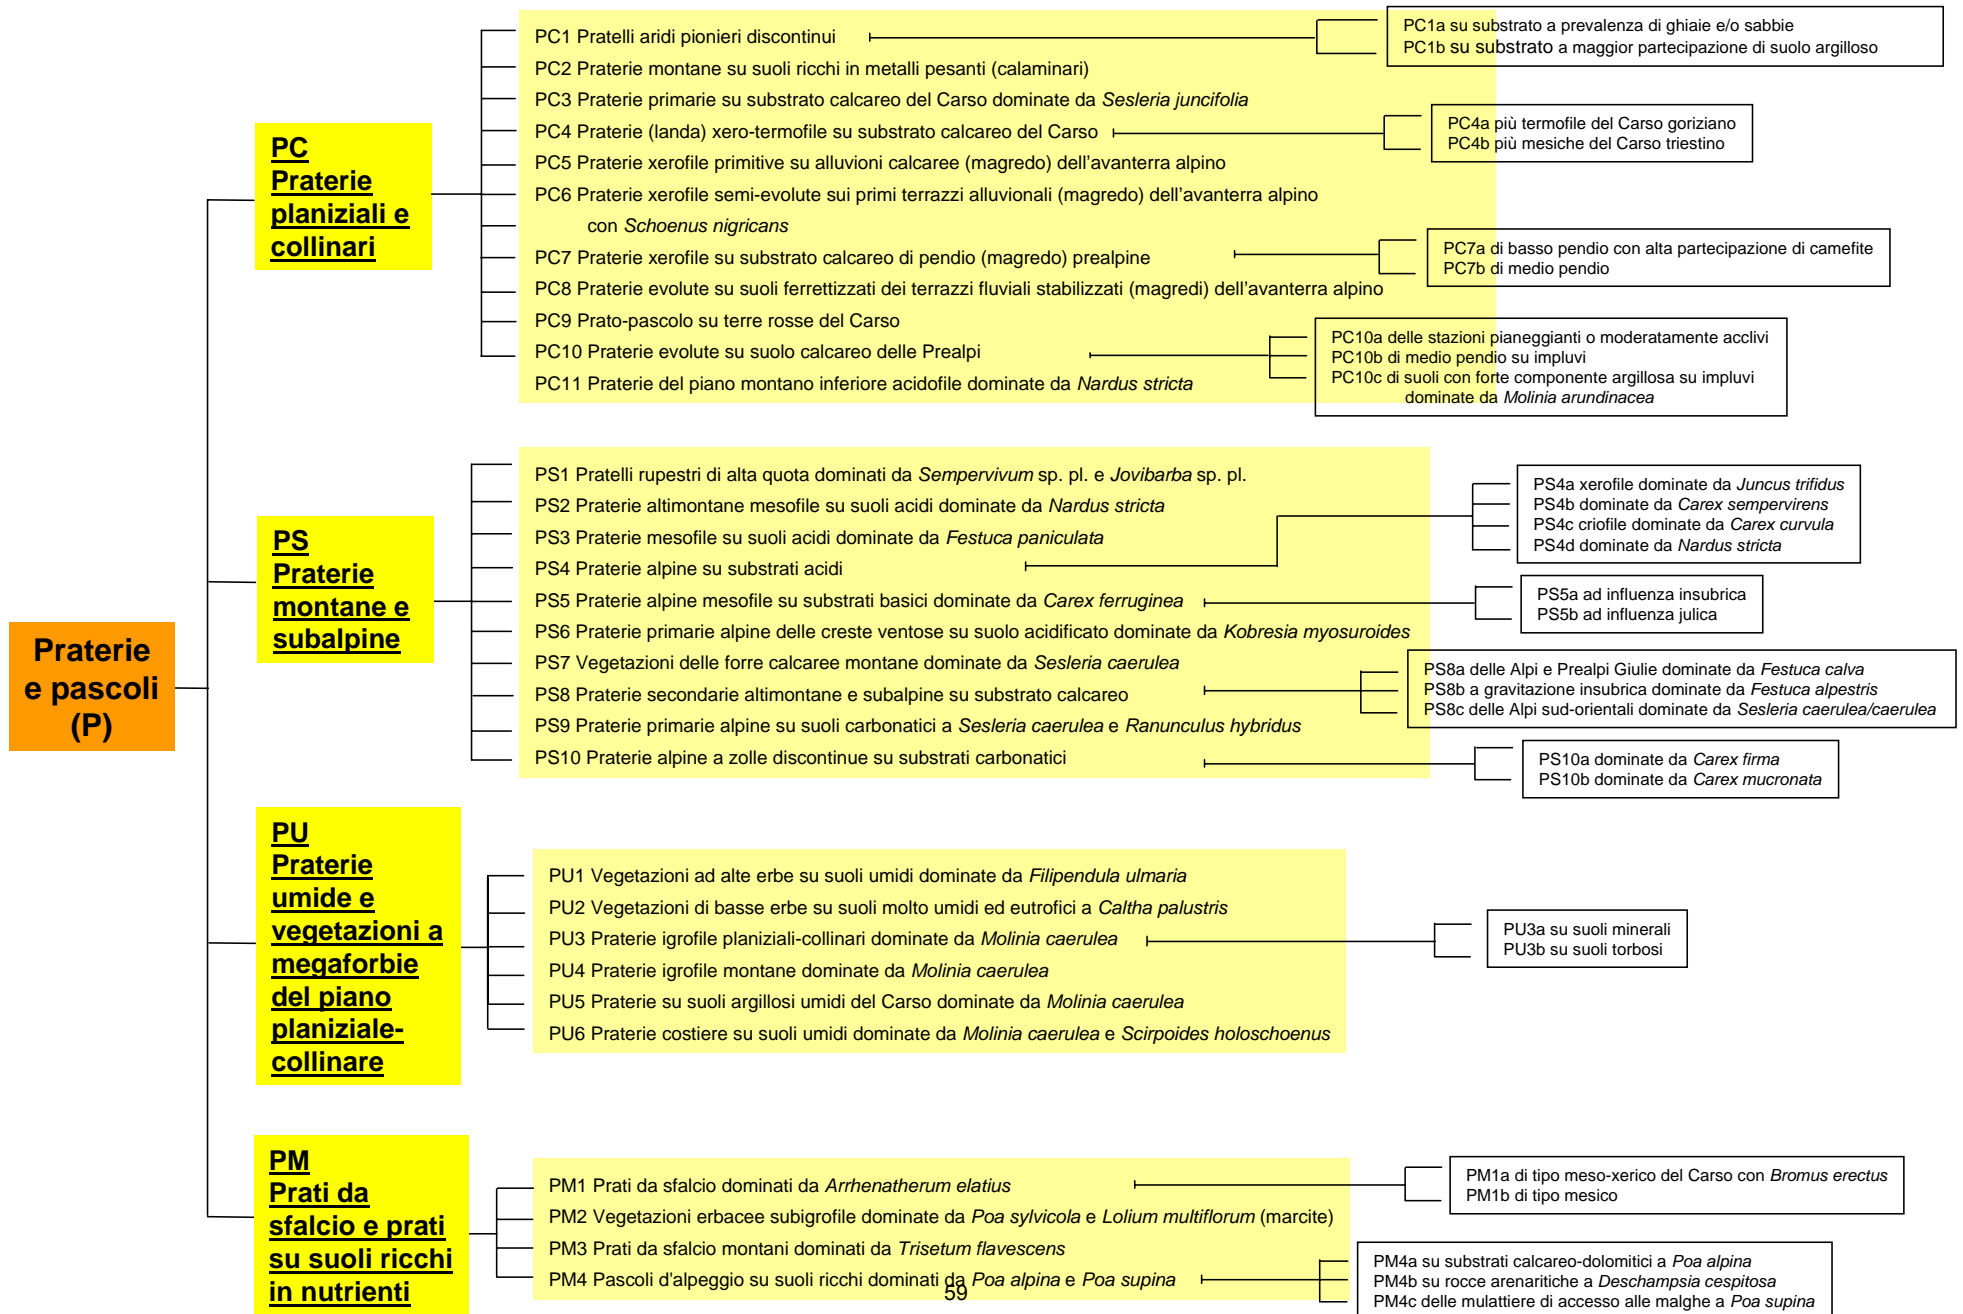 Praterie
e pascoli
(P)
PC
Praterie
planiziali e
collinari
PC1 Pratelli aridi pionieri discontinui
PC2 Praterie montane su suoli ricchi in metalli pesanti (calaminari)
PC3 Praterie primarie su substrato calcareo del Carso dominate da Sesleria juncifolia
PC4 Praterie (landa) xero-termofile su substrato calcareo del Carso
PC5 Praterie xerofile primitive su alluvioni calcaree (magredo) dell'avanterra alpino
PC6 Praterie xerofile semi-evolute sui primi terrazzi alluvionali (magredo) dell'avanterra alpino
con Schoenus nigricans
PC7 Praterie xerofile su substrato calcareo di pendio (magredo) prealpine
PC8 Praterie evolute su suoli ferrettizzati dei terrazzi fluviali stabilizzati (magredi) dell'avanterra alpino
PC9 Prato-pascolo su terre rosse del Carso
PC10 Praterie evolute su suolo calcareo delle Prealpi
PC11 Praterie del piano montano inferiore acidofile dominate da Nardus stricta
PC1a su substrato a prevalenza di ghiaie e/o sabbie
PC1b su substrato a maggior partecipazione di suolo argilloso
PC4a più termofile del Carso goriziano
PC4b più mesiche del Carso triestino
PC7a di basso pendio con alta partecipazione di camefite
PC7b di medio pendio
PC10a delle stazioni pianeggianti o moderatamente acclivi
PC10b di medio pendio su impluvi
PC10c di suoli con forte componente argillosa su impluvi
dominate da Molinia arundinacea
PS
Praterie
montane e
subalpine
PS1 Pratelli rupestri di alta quota dominati da Sempervivum sp. pl. e Jovibarba sp. pl.
PS2 Praterie altimontane mesofile su suoli acidi dominate da Nardus stricta
PS3 Praterie mesofile su suoli acidi dominate da Festuca paniculata
PS4 Praterie alpine su substrati acidi
PS5 Praterie alpine mesofile su substrati basici dominate da Carex ferruginea
PS6 Praterie primarie alpine delle creste ventose su suolo acidificato dominate da Kobresia myosuroides
PS7 Vegetazioni delle forre calcaree montane dominate da Sesleria caerulea
PS8 Praterie secondarie altimontane e subalpine su substrato calcareo
PS9 Praterie primarie alpine su suoli carbonatici a Sesleria caerulea e Ranunculus hybridus
PS10 Praterie alpine a zolle discontinue su substrati carbonatici
PS4a xerofile dominate da Juncus trifidus
PS4b dominate da Carex sempervirens
PS4c criofile dominate da Carex curvula
PS4d dominate da Nardus stricta
PS5a ad influenza insubrica
PS5b ad influenza julica
PS8a delle Alpi e Prealpi Giulie dominate da Festuca calva
PS8b a gravitazione insubrica dominate da Festuca alpestris
PS8c delle Alpi sud-orientali dominate da Sesleria caerulea/caerulea
PS10a dominate da Carex firma
PS10b dominate da Carex mucronata
PU
Praterie
umide e
vegetazioni a
megaforbie
del piano
planiziale-
collinare
PU1 Vegetazioni ad alte erbe su suoli umidi dominate da Filipendula ulmaria
PU2 Vegetazioni di basse erbe su suoli molto umidi ed eutrofici a Caltha palustris
PU3 Praterie igrofile planiziali-collinari dominate da Molinia caerulea
PU4 Praterie igrofile montane dominate da Molinia caerulea
PU5 Praterie su suoli argillosi umidi del Carso dominate da Molinia caerulea
PU6 Praterie costiere su suoli umidi dominate da Molinia caerulea e Scirpoides holoschoenus
PU3a su suoli minerali
PU3b su suoli torbosi
PM
Prati da
sfalcio e prati
su suoli ricchi
in nutrienti
PM1 Prati da sfalcio dominati da Arrhenatherum elatius
PM2 Vegetazioni erbacee subigrofile dominate da Poa sylvicola e Lolium multiflorum (marcite)
PM3 Prati da sfalcio montani dominati da Trisetum flavescens
PM4 Pascoli d'alpeggio su suoli ricchi dominati da Poa alpina e Poa supina
PM1a di tipo meso-xerico del Carso con Bromus erectus
PM1b di tipo mesico
PM4a su substrati calcareo-dolomitici a Poa alpina
PM4b su rocce arenaritiche a Deschampsia cespitosa
PM4c delle mulattiere di accesso alle malghe a Poa supina
59